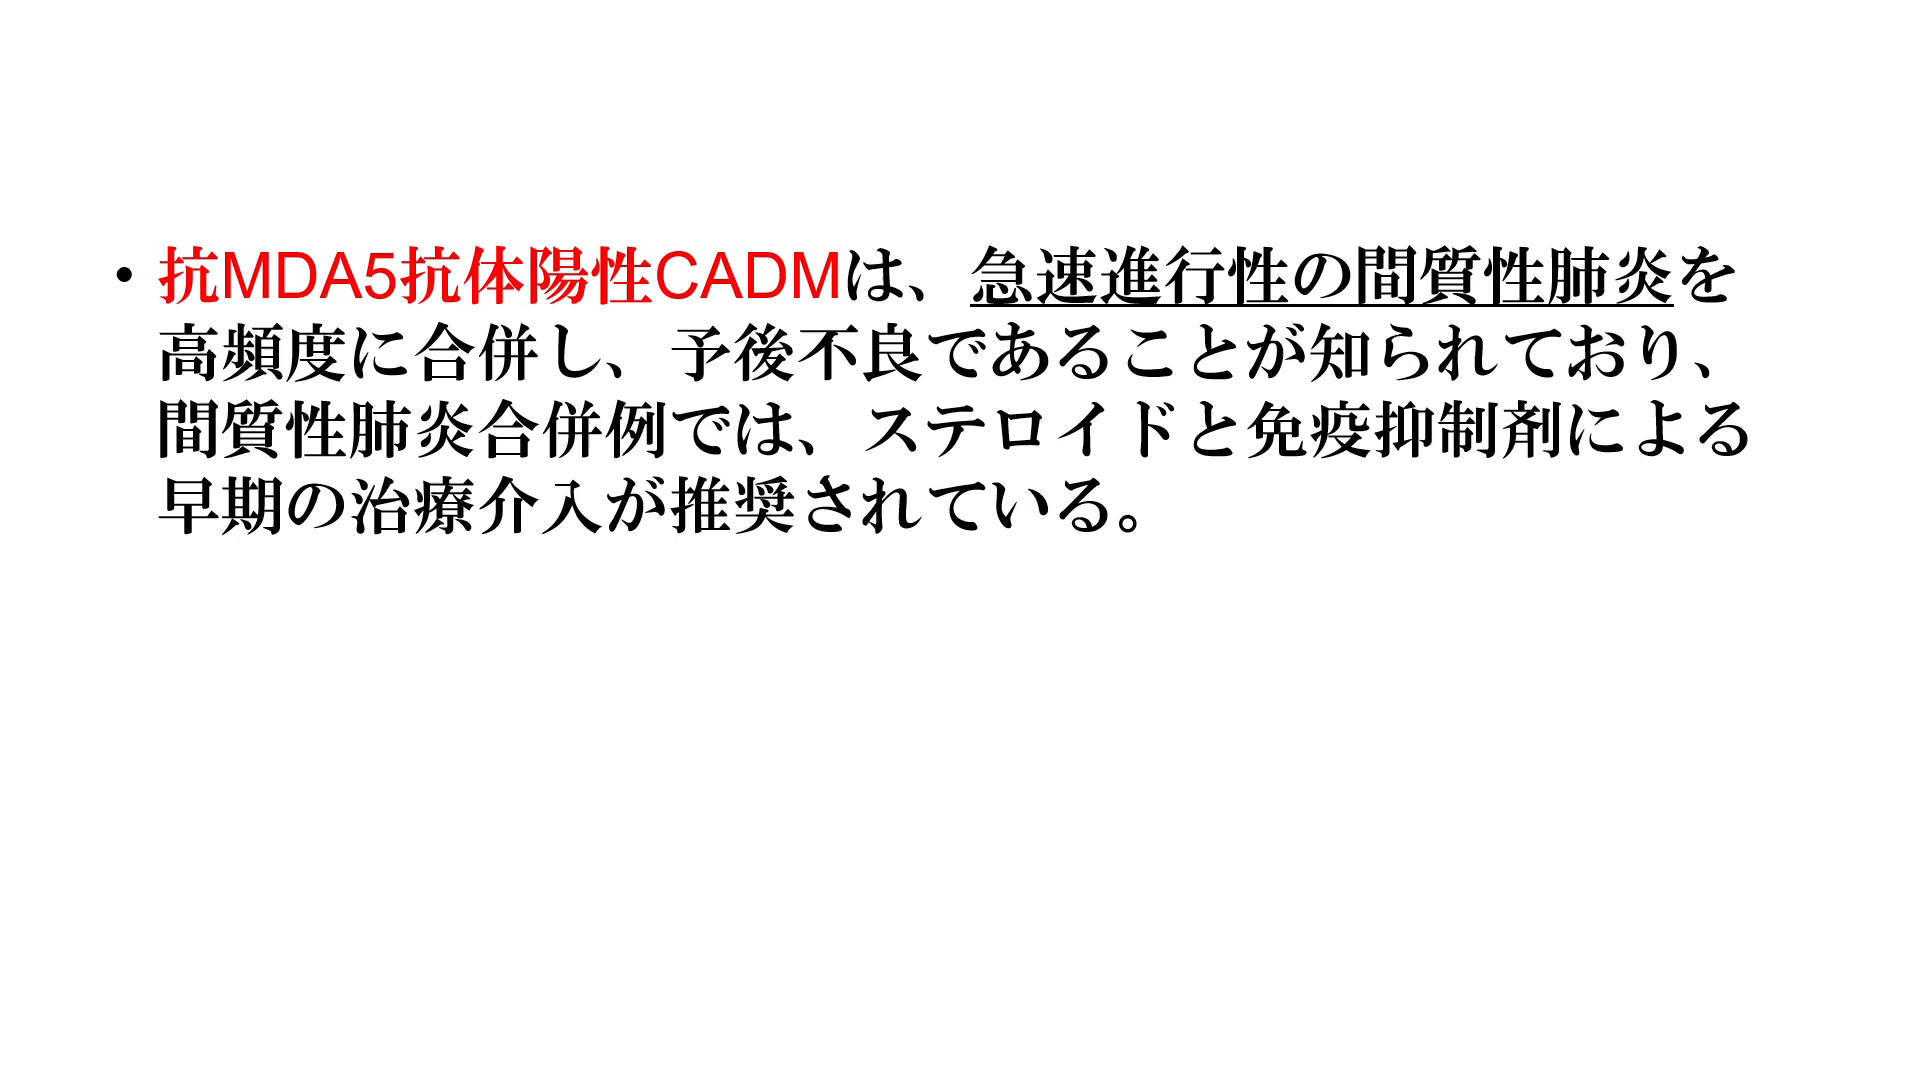 • 抗MDA5抗体陽性CADMは、急速進行性の間質性肺炎を
高頻度に合併し、予後不良であることが知られており、
間質性肺炎合併例では、ステロイドと免疫抑制剤による
早期の治療介入が推奨されている。